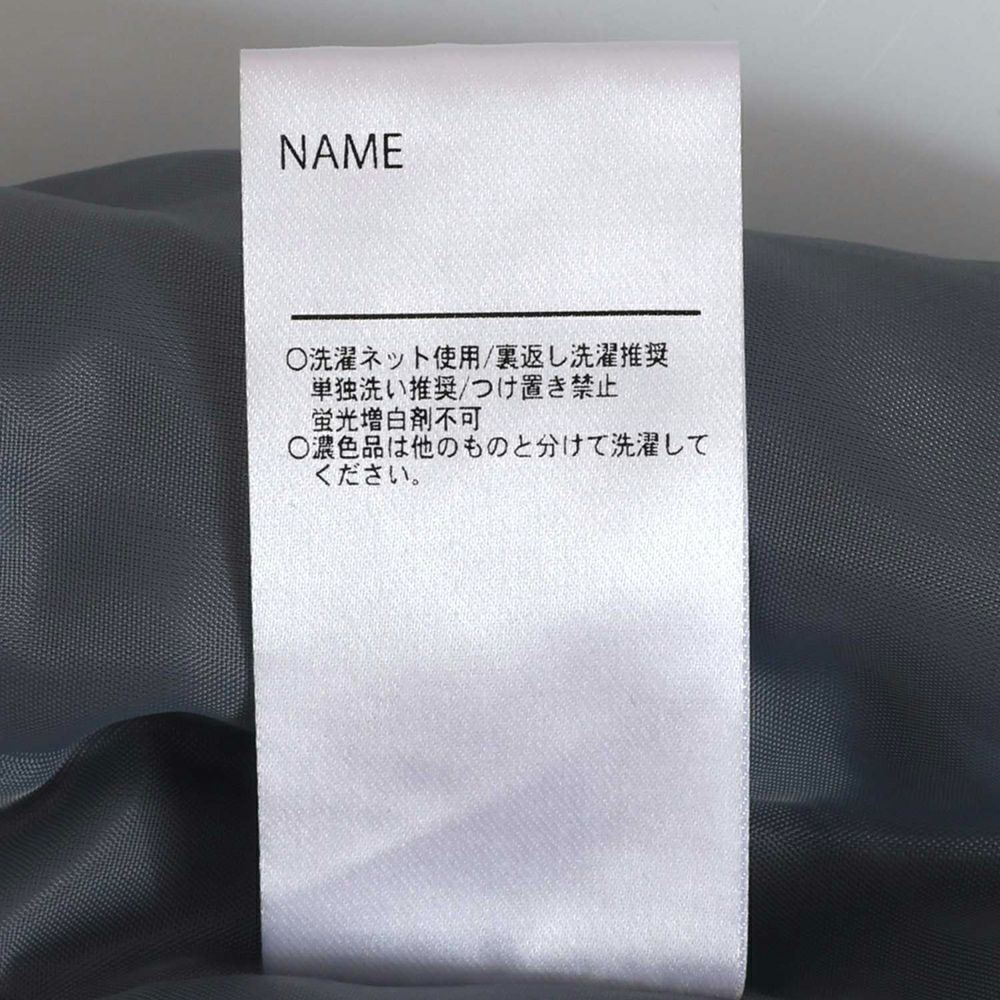 NAME
○洗濯ネット使用/裏返し洗濯推奨
単独洗い推奨/つけ置き禁止
蛍光増白剤不可
○濃色品は他のものと分けて洗濯して
ください。